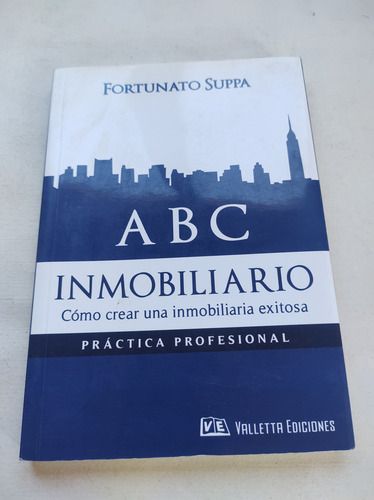 FORTUNATO SUPPA
ABC
INMOBILIARIO
Cómo crear una inmobiliaria exitosa
PRÁCTICA PROFESIONAL
VE VALLETTA EDICIONES